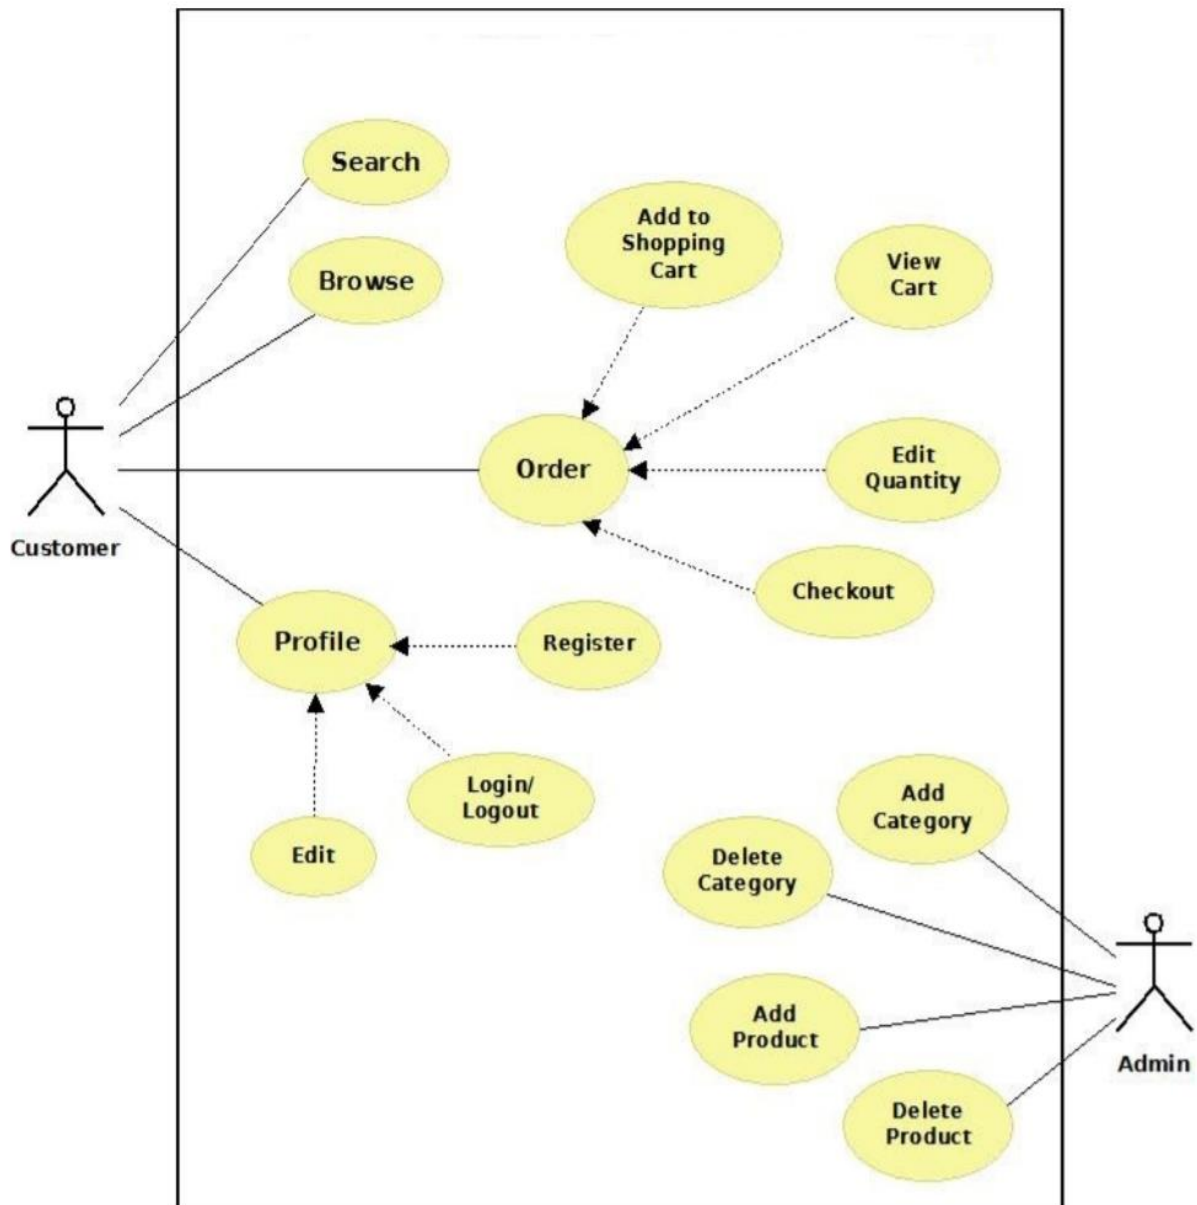 Search
Browse
Add to
Shopping
Cart
View
Cart
Order
Edit
Quantity
Customer
Checkout
Profile
Register
Login/
Logout
Edit
Add
Category
Delete
Category
Add
Product
Admin
Delete
Product